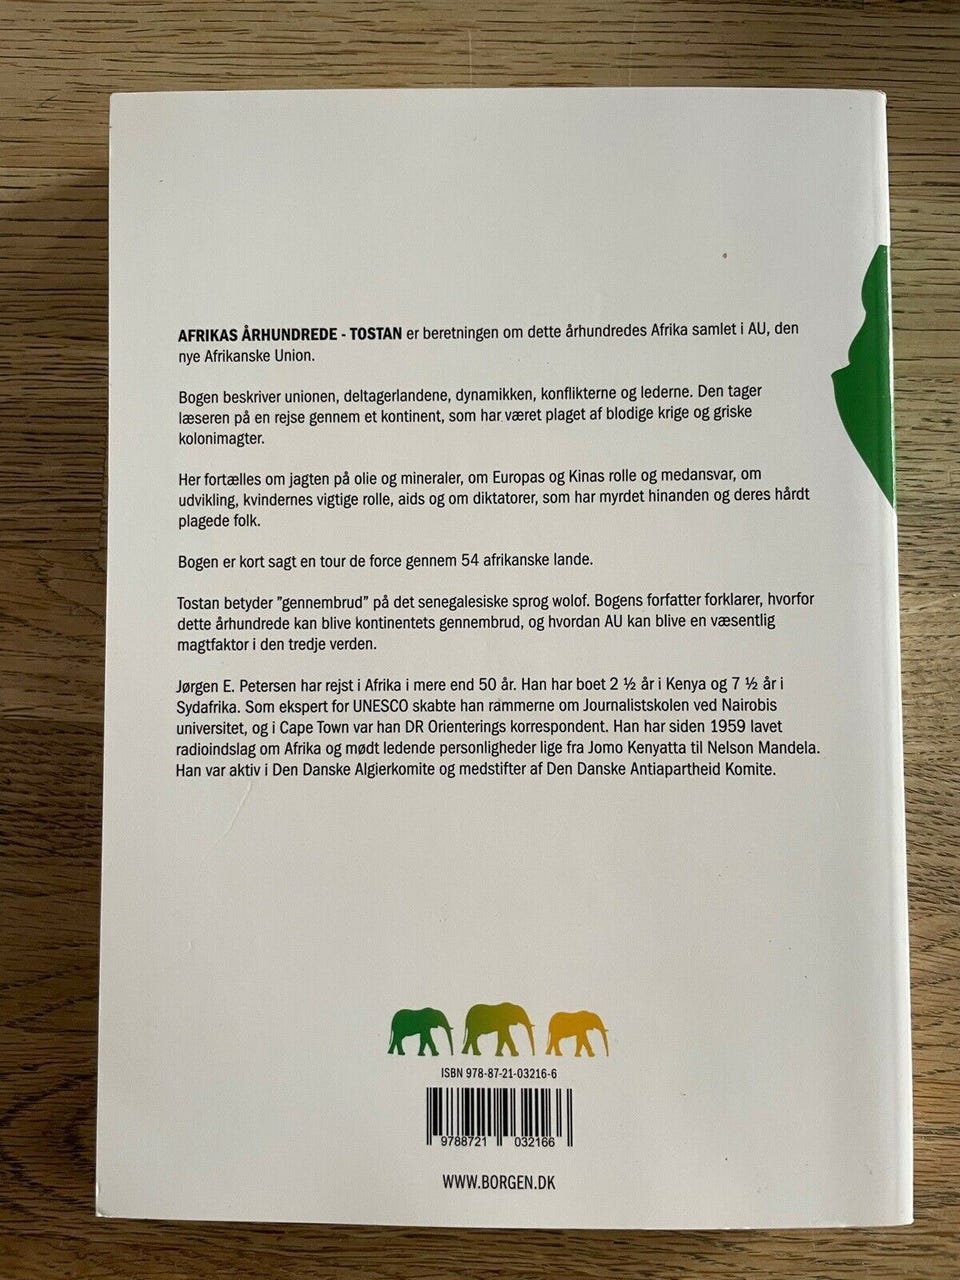 AFRIKAS ÅRHUNDREDE - TOSTAN er beretningen om dette århundredes Afrika samlet i AU, den
nye Afrikanske Union.
Bogen beskriver unionen, deltagerlandene, dynamikken, konflikterne og lederne. Den tager
læseren på en rejse gennem et kontinent, som har været plaget af blodige krige og griske
kolonimagter.
Her fortælles om jagten på olie og mineraler, om Europas og Kinas rolle og medansvar, om
udvikling, kvindernes vigtige rolle, aids og om diktatorer, som har myrdet hinanden og deres hårdt
plagede folk.
Bogen er kort sagt en tour de force gennem 54 afrikanske lande.
Tostan betyder ”gennembrud” på det senegalesiske sprog wolof. Bogens forfatter forklarer, hvorfor
dette århundrede kan blive kontinentets gennembrud, og hvordan AU kan blive en væsentlig
magtfaktor i den tredje verden.
Jørgen E. Petersen har rejst i Afrika i mere end 50 år. Han har boet 2 ½ år i Kenya og 7 ½ år i
Sydafrika. Som ekspert for UNESCO skabte han rammerne om Journalistskolen ved Nairobis
universitet, og i Cape Town var han DR Orienterings korrespondent. Han har siden 1959 lavet
radioindslag om Afrika og mødt ledende personligheder lige fra Jomo Kenyatta til Nelson Mandela.
Han var aktiv i Den Danske Algierkomite og medstifter af Den Danske Antiapartheid Komite.
ISBN 978-87-21-03216-6
9788721 032166
WWW.BORGEN.DK